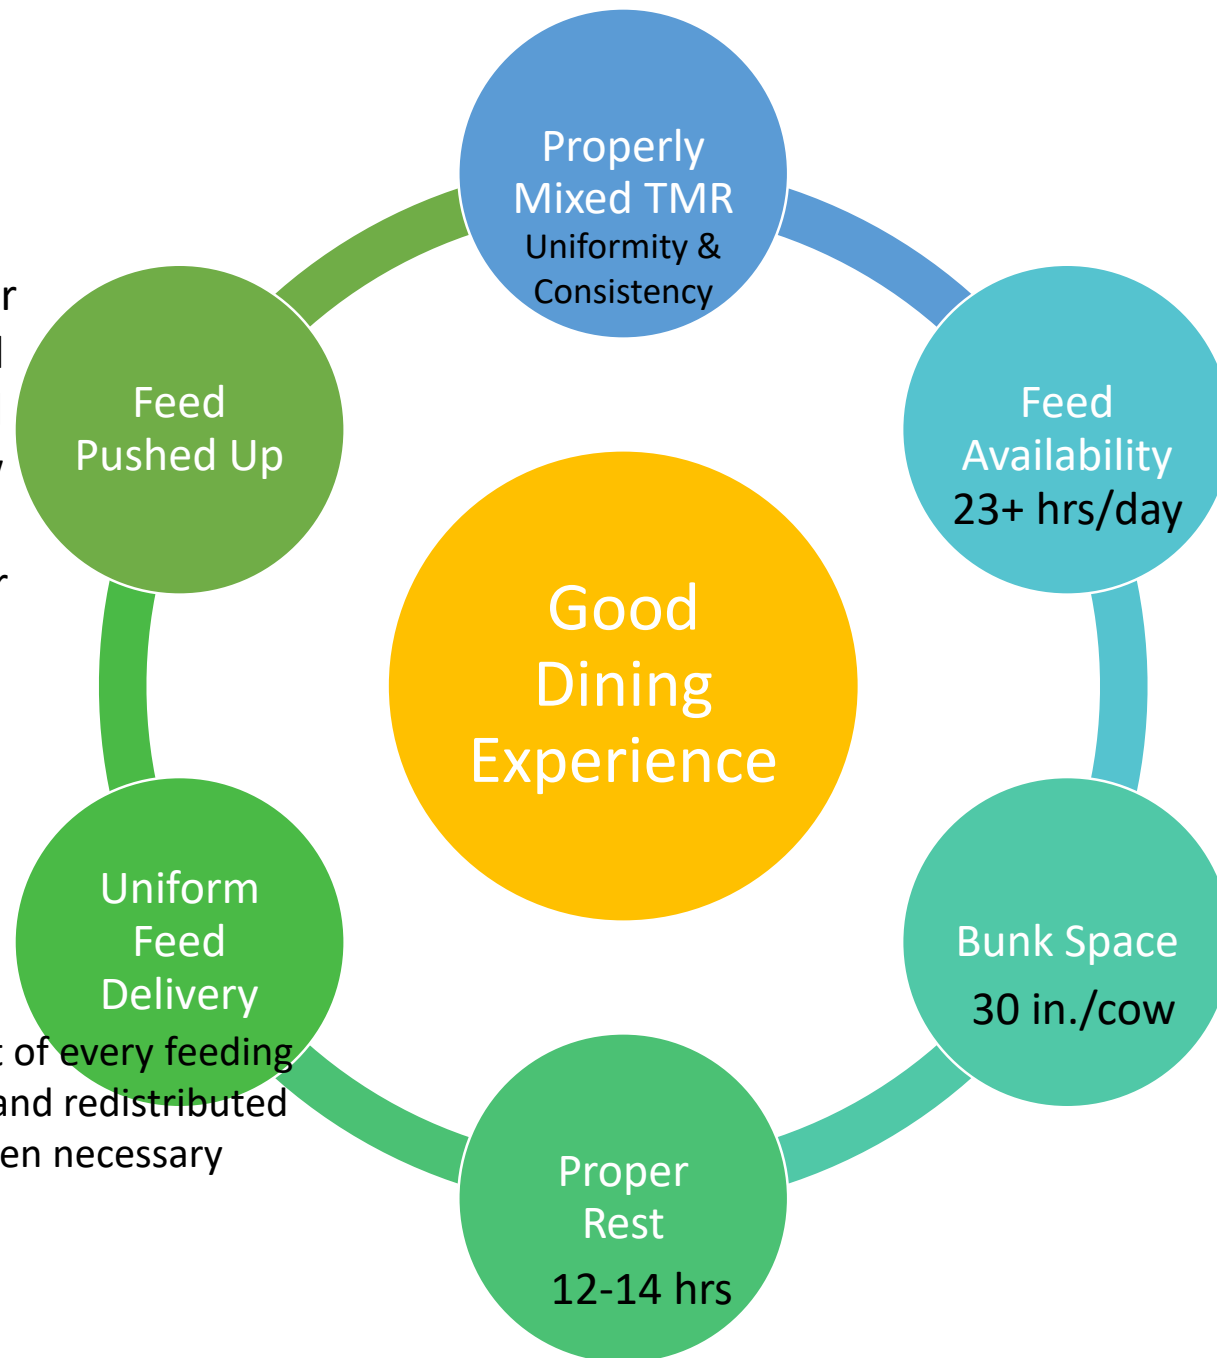 Properly
Mixed TMR
Uniformity &
Consistency
Feed
Availability
23+ hrs/day
Bunk Space
30 in./cow
Proper
Rest
12-14 hrs
Uniform
Feed
Delivery
of every feeding
and redistributed
necessary
Feed
Pushed Up
Good
Dining
Experience